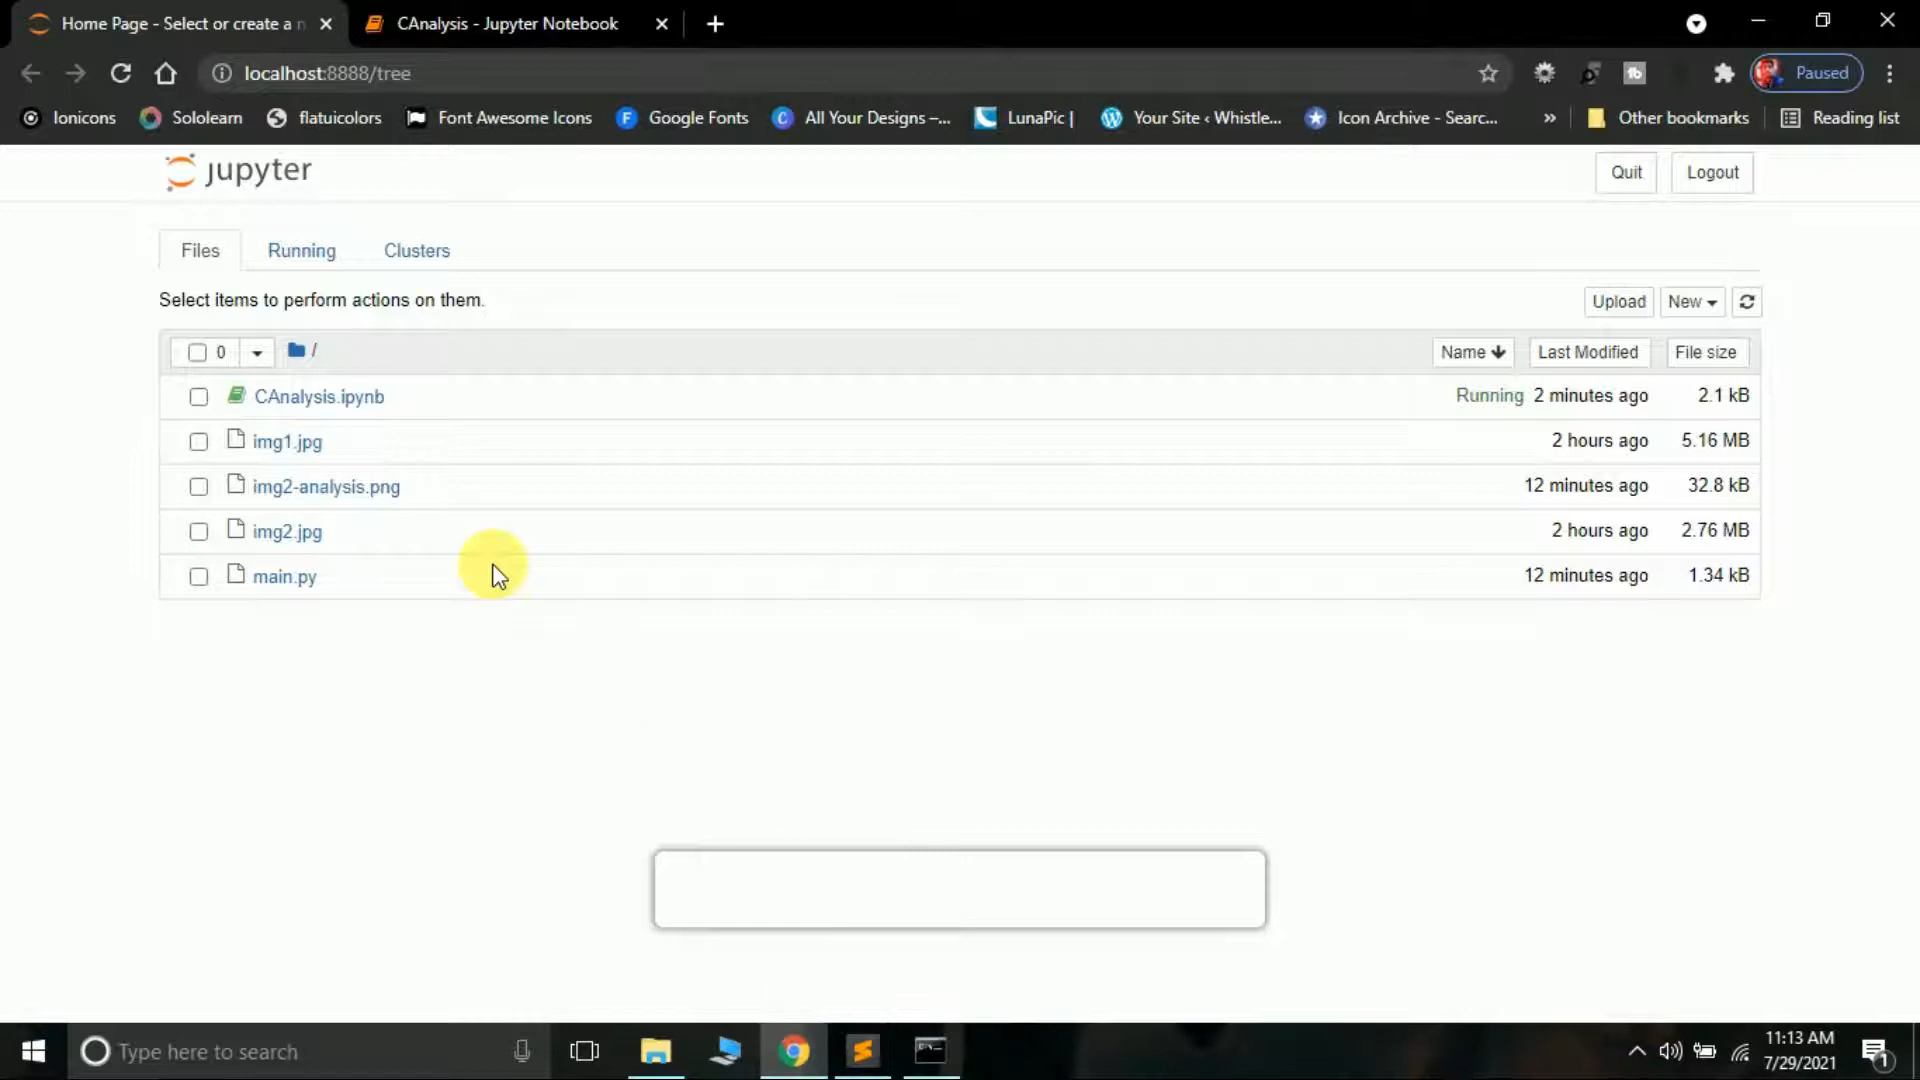 Home Page - Select or create a n
CAnalysis - Jupyter Notebook
localhost:8888/tree
Paused
Ionicons
Sololearn
flatuicolors
Font Awesome Icons
Google Fonts
All Your Designs –...
LunaPic |
Your Site ‹ Whistle...
Icon Archive - Searc...
»
Other bookmarks
Reading list
jupyter
Quit
Logout
Files
Running
Clusters
Select items to perform actions on them.
Upload
New
0
/
Name
Last Modified
File size
CAnalysis.ipynb Running 2 minutes ago 2.1 kB
img1.jpg 2 hours ago 5.16 MB
img2-analysis.png 12 minutes ago 32.8 kB
img2.jpg 2 hours ago 2.76 MB
main.py 12 minutes ago 1.34 kB
Type here to search
11:13 AM
7/29/2021
1